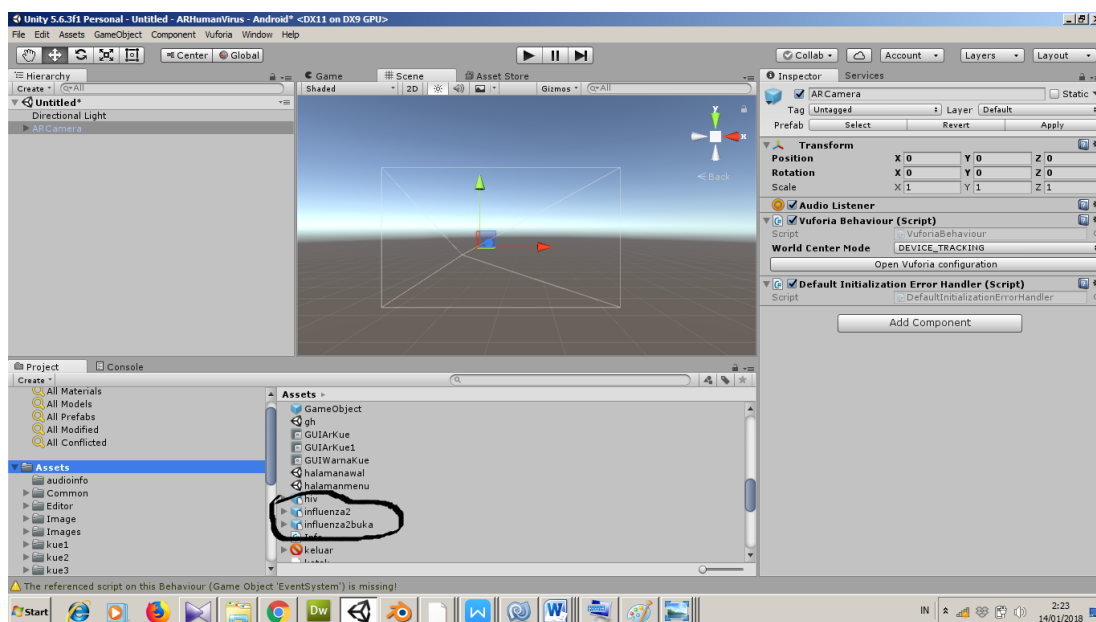 Unity 5.6.3f1 Personal - Untitled - ARHumanVirus - Android* <DX11 on DX9 GPU>
File Edit Assets GameObject Component Vuforia Window Help
Center Global Collab Account Layers Layout
Hierarchy
Create All
Untitled*
Directional Light
ARCamera
Game Scene Asset Store
Shaded 2D Gizmos All
y
x
Back
Inspector Services
ARCamera Static
Tag Untagged Layer Default
Prefab Select Revert Apply
Transform
Position X 0 Y 0 Z 0
Rotation X 0 Y 0 Z 0
Scale X 1 Y 1 Z 1
Audio Listener
Vuforia Behaviour (Script)
Script VuforiaBehaviour
World Center Mode DEVICE_TRACKING
Open Vuforia configuration
Default Initialization Error Handler (Script)
Script DefaultInitializationErrorHandler
Add Component
Project Console
Create
All Materials
All Models
All Prefabs
All Modified
All Conflicted
Assets
audioinfo
Common
Editor
Image
Images
kue1
kue2
kue3
Assets
GameObject
gh
GUIArKue
GUIArKue1
GUIWarnaKue
halamanawal
halamanmenu
hiv
influenza2
influenza2buka
Info
keluar
The referenced script on this Behaviour (Game Object 'EventSystem') is missing!
Start Dw W IN 2:23
14/01/2018